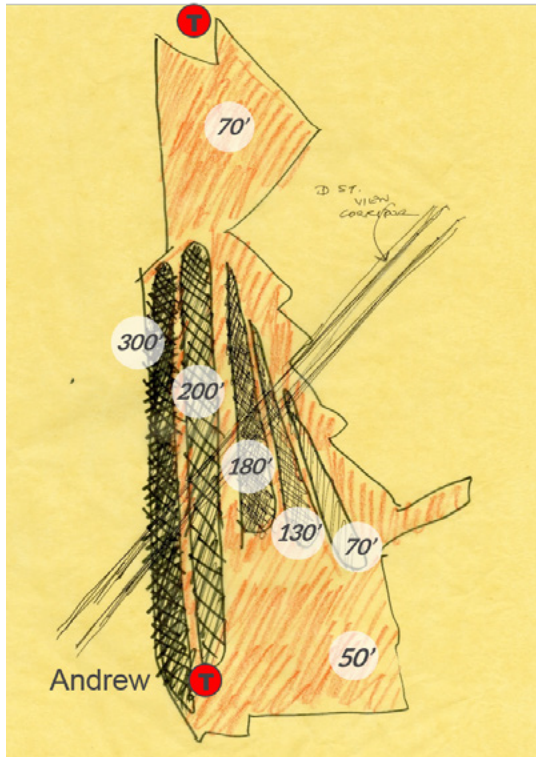 T
70'
D ST.
VIEW
CORRIDOR
300'
200'
180'
130'
70'
50'
Andrew
T